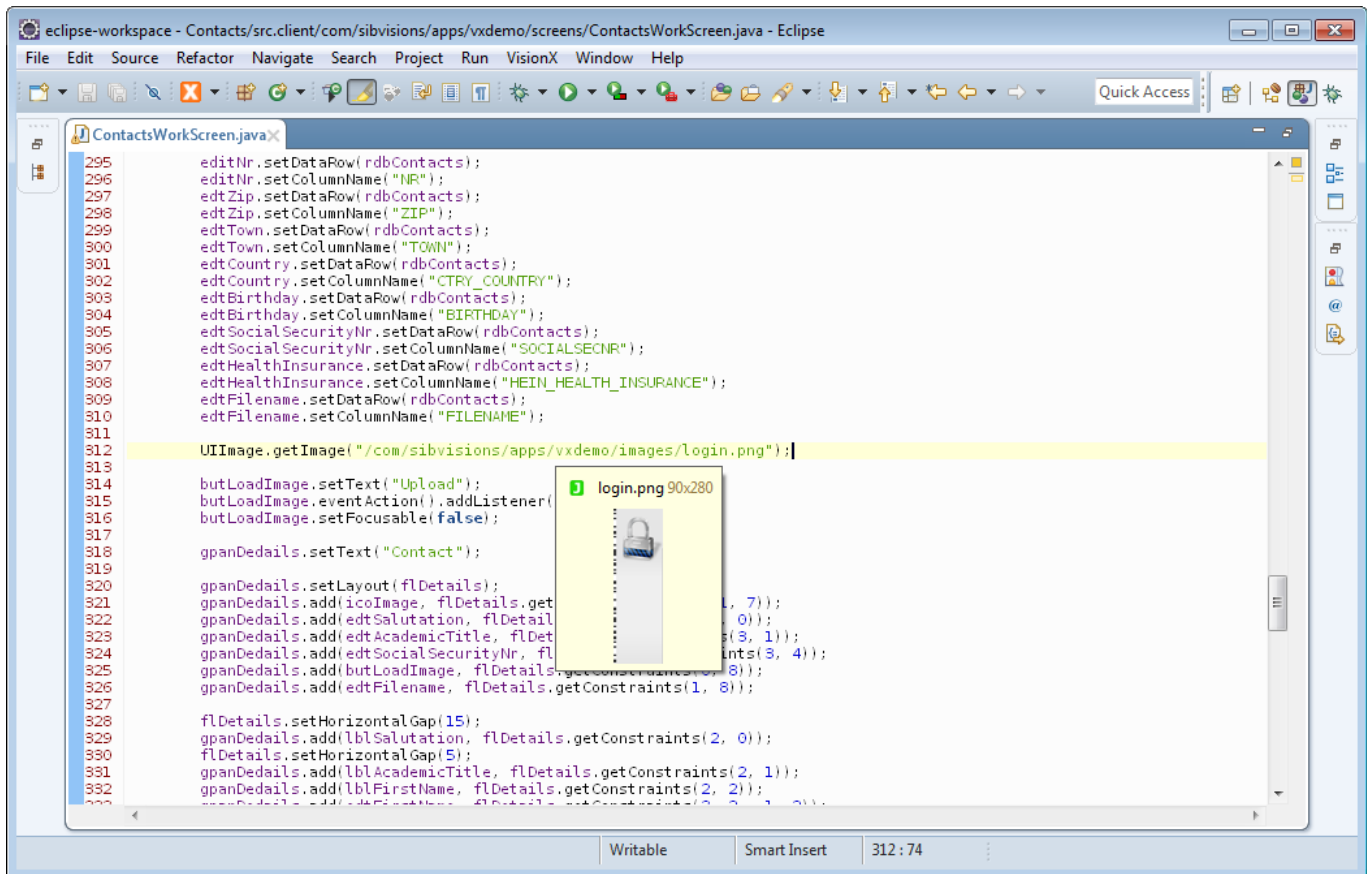 eclipse-workspace - Contacts/src.client/com/sibvisions/apps/vxdemo/screens/ContactsWorkScreen.java - Eclipse
File Edit Source Refactor Navigate Search Project Run VisionX Window Help
Quick Access
ContactsWorkScreen.java
295 editNr.setDataRow(rdbContacts);
296 editNr.setColumnName("NR");
297 edtZip.setDataRow(rdbContacts);
298 edtZip.setColumnName("ZIP");
299 edtTown.setDataRow(rdbContacts);
300 edtTown.setColumnName("TOWN");
301 edtCountry.setDataRow(rdbContacts);
302 edtCountry.setColumnName("CTRY_COUNTRY");
303 edtBirthday.setDataRow(rdbContacts);
304 edtBirthday.setColumnName("BIRTHDAY");
305 edtSocialSecurityNr.setDataRow(rdbContacts);
306 edtSocialSecurityNr.setColumnName("SOCIALSECNR");
307 edtHealthInsurance.setDataRow(rdbContacts);
308 edtHealthInsurance.setColumnName("HEIN_HEALTH_INSURANCE");
309 edtFilename.setDataRow(rdbContacts);
310 edtFilename.setColumnName("FILENAME");
311
312 UIImage.getImage("/com/sibvisions/apps/vxdemo/images/login.png");
313
314 butLoadImage.setText("Upload");
315 butLoadImage.eventAction().addListener(
316 butLoadImage.setFocusable(false);
317
318 gpanDedails.setText("Contact");
319
320 gpanDedails.setLayout(flDetails);
321 gpanDedails.add(icoImage, flDetails.get 1, 7));
322 gpanDedails.add(edtSalutation, flDetail , 0));
323 gpanDedails.add(edtAcademicTitle, flDet s(3, 1));
324 gpanDedails.add(edtSocialSecurityNr, fl ints(3, 4));
325 gpanDedails.add(butLoadImage, flDetails. 8));
326 gpanDedails.add(edtFilename, flDetails.getConstraints(1, 8));
327
328 flDetails.setHorizontalGap(15);
329 gpanDedails.add(lblSalutation, flDetails.getConstraints(2, 0));
330 flDetails.setHorizontalGap(5);
331 gpanDedails.add(lblAcademicTitle, flDetails.getConstraints(2, 1));
332 gpanDedails.add(lblFirstName, flDetails.getConstraints(2, 2));
login.png 90x280
Writable Smart Insert 312 : 74